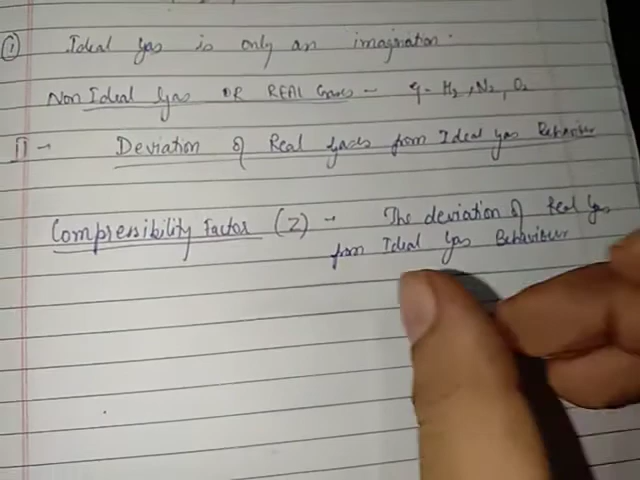 ① Ideal gas is only an imagination.
Non Ideal Gas OR REAL Gases - eg- H₂, N₂, O₂
II → Deviation of Real gases from Ideal gas Behaviour
Compressibility Factor (Z) - The deviation of Real Gas
from Ideal Gas Behaviour